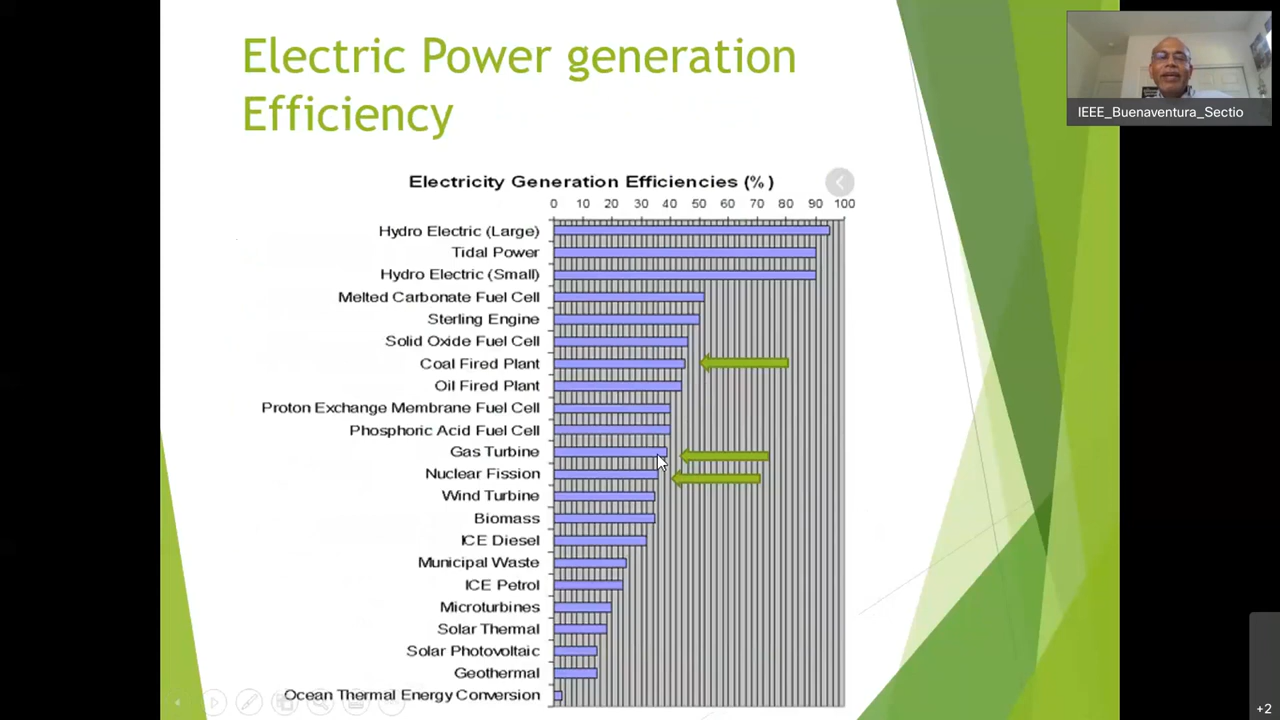 Electric Power generation
Efficiency
IEEE_Buenaventura_Sectio
Electricity Generation Efficiencies (%)
0 10 20 30 40 50 60 70 80 90 100
Hydro Electric (Large)
Tidal Power
Hydro Electric (Small)
Melted Carbonate Fuel Cell
Sterling Engine
Solid Oxide Fuel Cell
Coal Fired Plant
Oil Fired Plant
Proton Exchange Membrane Fuel Cell
Phosphoric Acid Fuel Cell
Gas Turbine
Nuclear Fission
Wind Turbine
Biomass
ICE Diesel
Municipal Waste
ICE Petrol
Microturbines
Solar Thermal
Solar Photovoltaic
Geothermal
Ocean Thermal Energy Conversion
+2